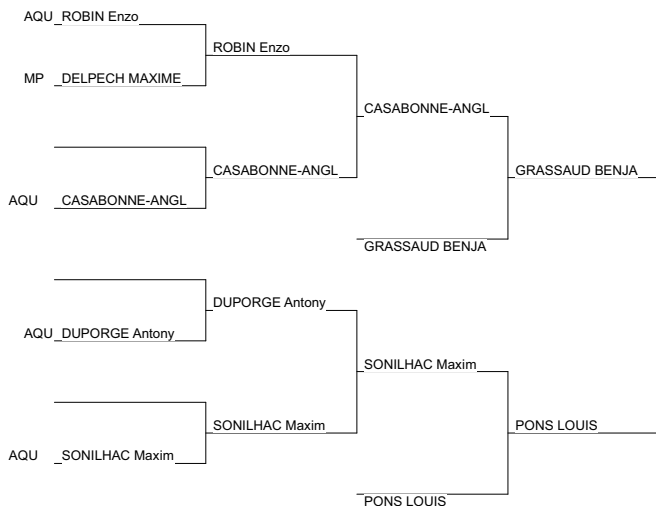 AQU ROBIN Enzo
ROBIN Enzo
MP DELPECH MAXIME
CASABONNE-ANGL
CASABONNE-ANGL
GRASSAUD BENJA
AQU CASABONNE-ANGL
GRASSAUD BENJA
DUPORGE Antony
AQU DUPORGE Antony
SONILHAC Maxim
SONILHAC Maxim
PONS LOUIS
AQU SONILHAC Maxim
PONS LOUIS